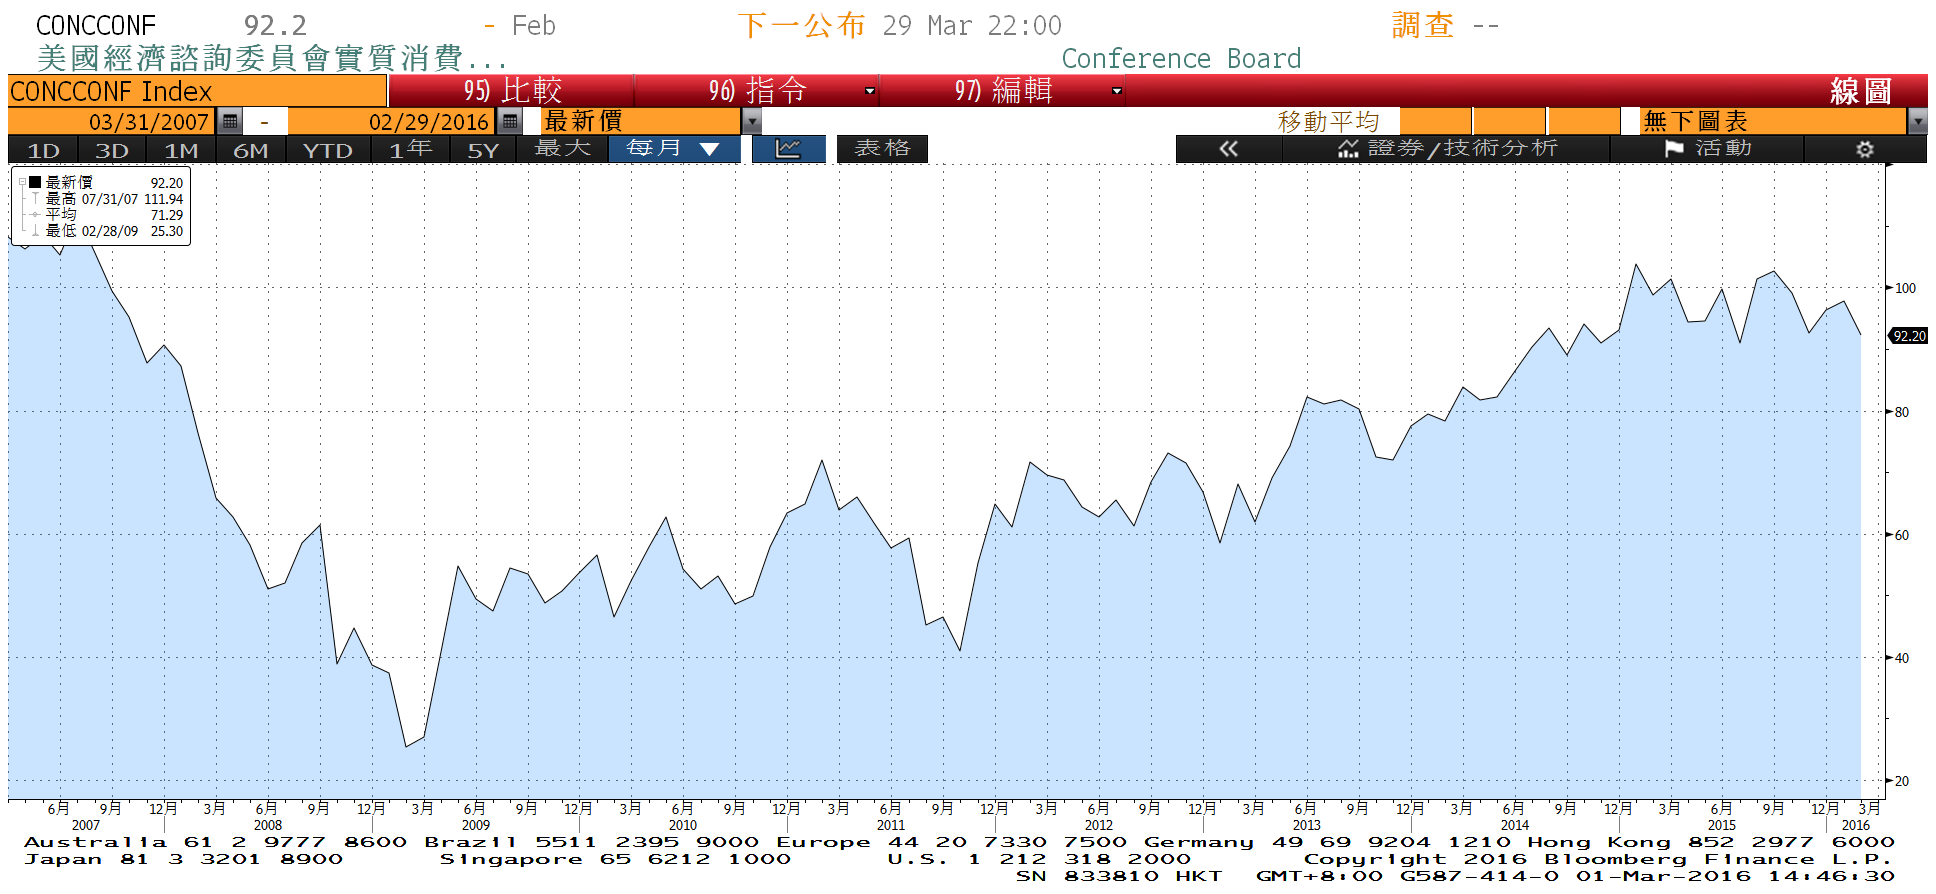 CONCCONF 92.2 - Feb 下一公布 29 Mar 22:00 調查 --
美國經濟諮詢委員會實質消費... Conference Board
CONCCONF Index 95) 比較 96) 指令 97) 編輯 線圖
03/31/2007 - 02/29/2016 最新價 移動平均 無下圖表
1D 3D 1M 6M YTD 1年 5Y 最大 每月 ▼ 表格 « 證券/技術分析 活動
最新價 92.20
最高 07/31/07 111.94
平均 71.29
最低 02/28/09 25.30
100
92.20
80
60
40
20
6月 9月 12月 3月 6月 9月 12月 3月 6月 9月 12月 3月 6月 9月 12月 3月 6月 9月 12月 3月 6月 9月 12月 3月 6月 9月 12月 3月 6月 9月 12月 3月 6月 9月 12月 3月
2007 2008 2009 2010 2011 2012 2013 2014 2015 2016
Australia 61 2 9777 8600 Brazil 5511 2395 9000 Europe 44 20 7330 7500 Germany 49 69 9204 1210 Hong Kong 852 2977 6000
Japan 81 3 3201 8900 Singapore 65 6212 1000 U.S. 1 212 318 2000 Copyright 2016 Bloomberg Finance L.P.
SN 833810 HKT GMT+8:00 G587-414-0 01-Mar-2016 14:46:30